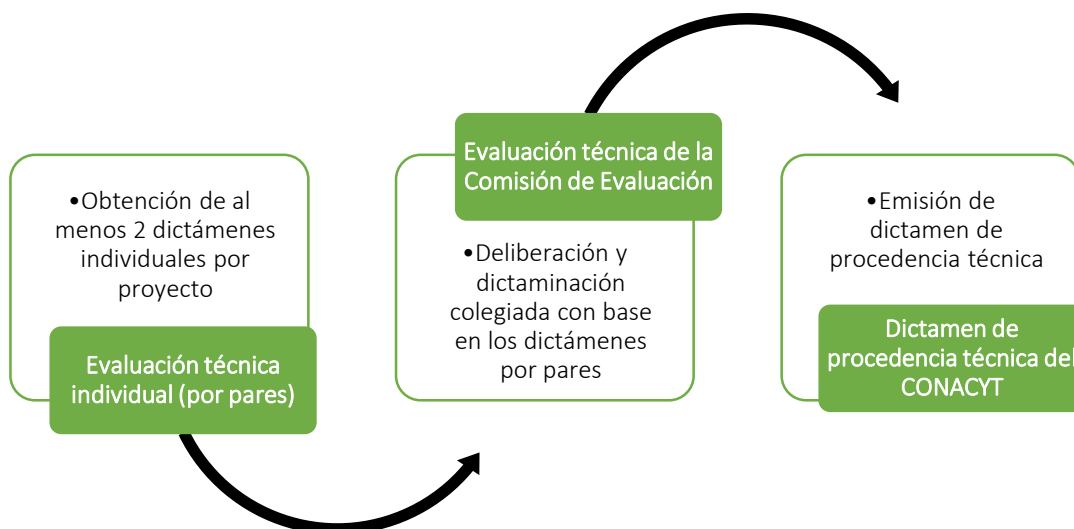 •Obtención de al
menos 2 dictámenes
individuales por
proyecto
Evaluación técnica
individual (por pares)
Evaluación técnica de la
Comisión de Evaluación
•Deliberación y
dictaminación
colegiada con base
en los dictámenes
por pares
•Emisión de
dictamen de
procedencia técnica
Dictamen de
procedencia técnica del
CONACYT